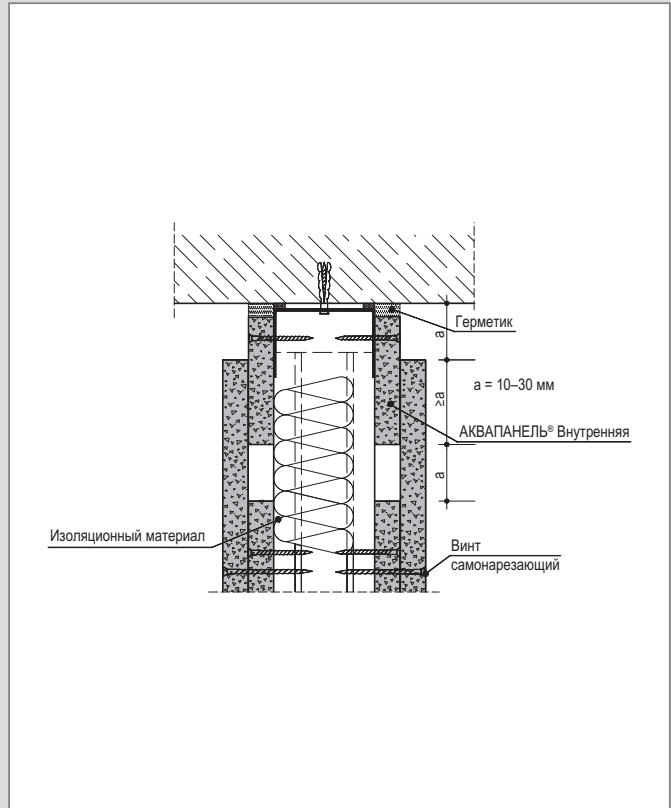 Герметик
a
a = 10–30 мм
≥a
АКВАПАНЕЛЬ® Внутренняя
a
Изоляционный материал
Винт
самонарезающий